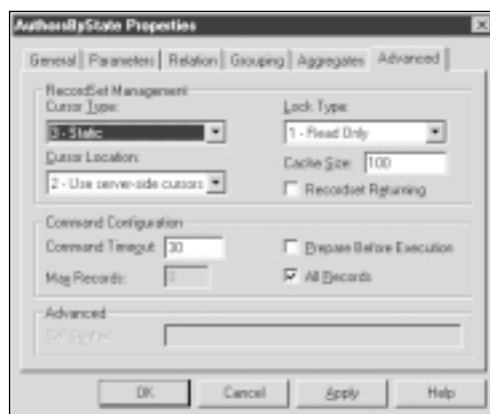 AuthorsByState Properties
General Parameters Relation Grouping Aggregates Advanced
RecordSet Management
Cursor Type: Lock Type:
3 - Static 1 - Read Only
Cursor Location: Cache Size: 100
2 - Use server-side cursors Recordset Returning
Command Configuration
Command Timeout: 30 Prepare Before Execution
Max Records: 0 All Records
Advanced
OK Cancel Apply Help